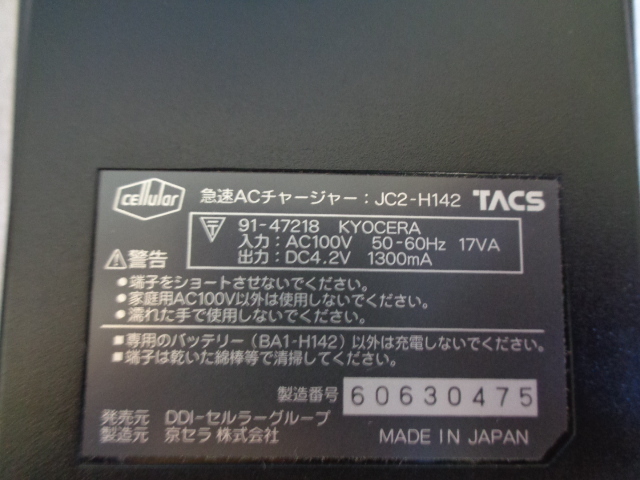 cellular 急速ACチャージャー：JC2-H142 TACS
91-47218 KYOCERA
入力：AC100V 50-60Hz 17VA
出力：DC4.2V 1300mA
警告
●端子をショートさせないでください。
●家庭用AC100V以外は使用しないでください。
●濡れた手で使用しないでください。
■専用のバッテリー（BA1-H142）以外は充電しないでください。
■端子は乾いた綿棒等で清掃してください。
製造番号 60630475
発売元 DDI-セルラーグループ
製造元 京セラ 株式会社 MADE IN JAPAN